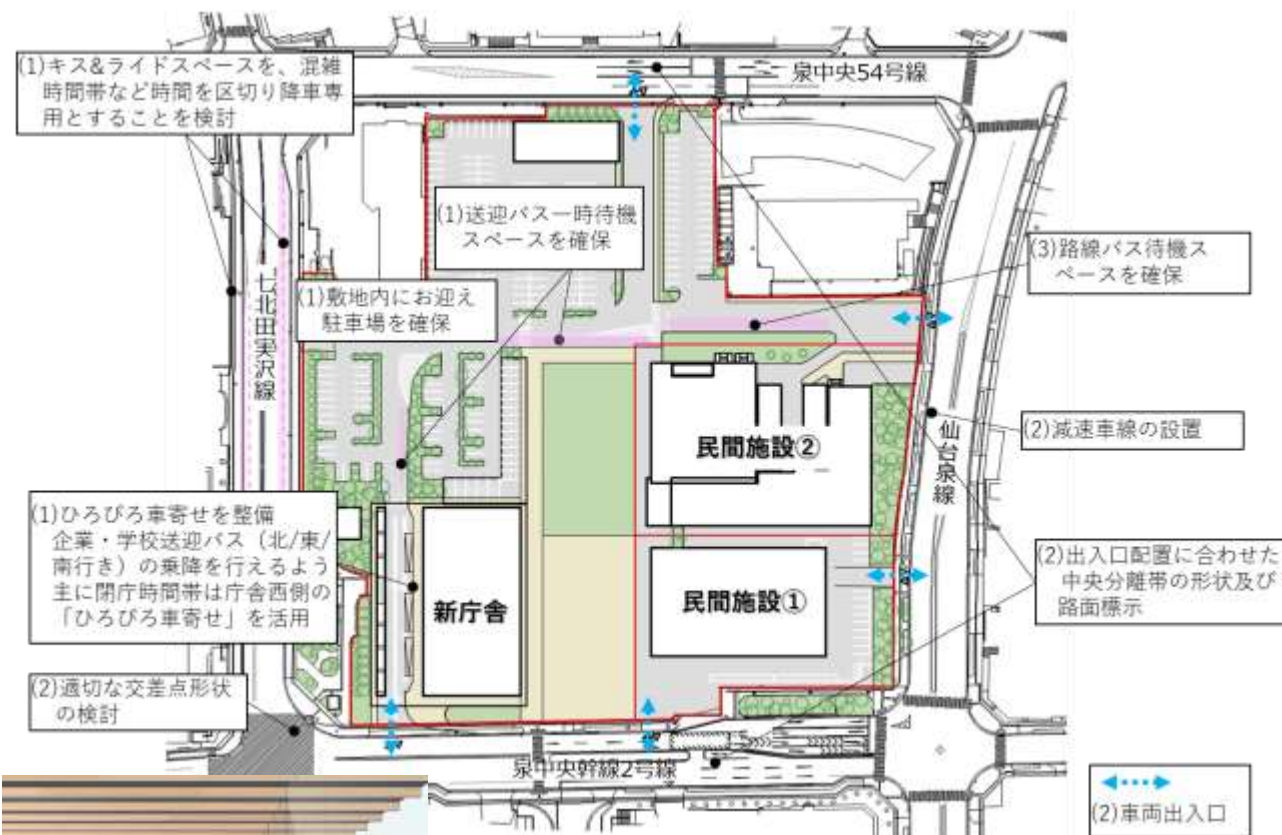 (1)キス&ライドスペースを、混雑
時間帯など時間を区切り降車専
用とすることを検討
泉中央54号線
(1)送迎バス一時待機
スペースを確保
(3)路線バス待機ス
ペースを確保
(1)敷地内にお迎え
駐車場を確保
七北田実沢線
(2)減速車線の設置
仙台泉線
民間施設②
(1)ひろびろ車寄せを整備
企業・学校送迎バス（北/東/
南行き）の乗降を行えるよう
主に閉庁時間帯は庁舎西側の
「ひろびろ車寄せ」を活用
新庁舎
民間施設①
(2)出入口配置に合わせた
中央分離帯の形状及び
路面標示
(2)適切な交差点形状
の検討
泉中央幹線2号線
(2)車両出入口